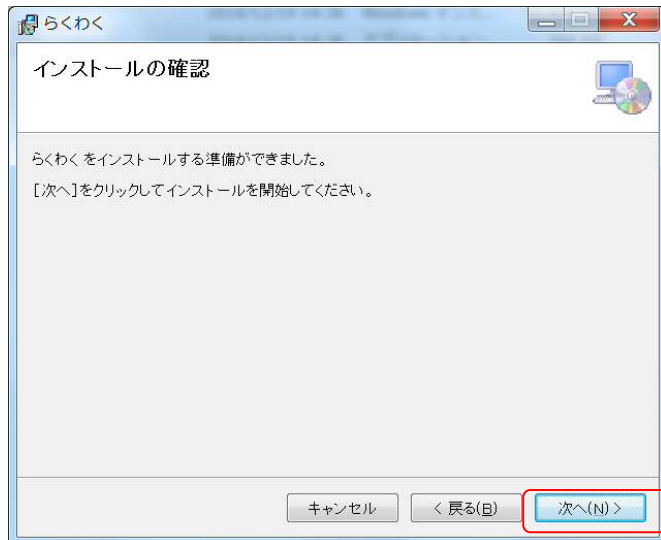 らくわく
インストールの確認
らくわく をインストールする準備ができました。
[次へ]をクリックしてインストールを開始してください。
キャンセル
< 戻る(B)
次へ(N) >